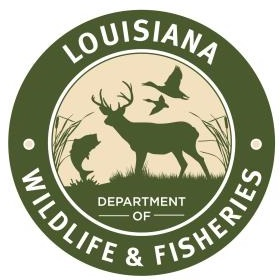 LOUISIANA
DEPARTMENT
OF
WILDLIFE & FISHERIES